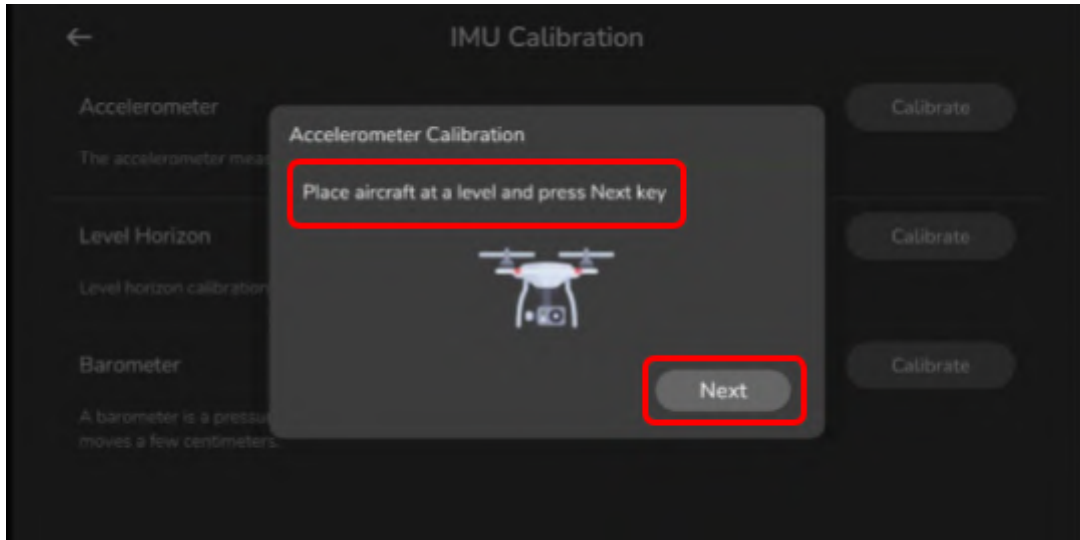 IMU Calibration
Accelerometer
Calibrate
The accelerometer meas
Accelerometer Calibration
Place aircraft at a level and press Next key
Level Horizon
Calibrate
Level horizon calibration
Barometer
Calibrate
Next
A barometer is a pressu
moves a few centimeters.